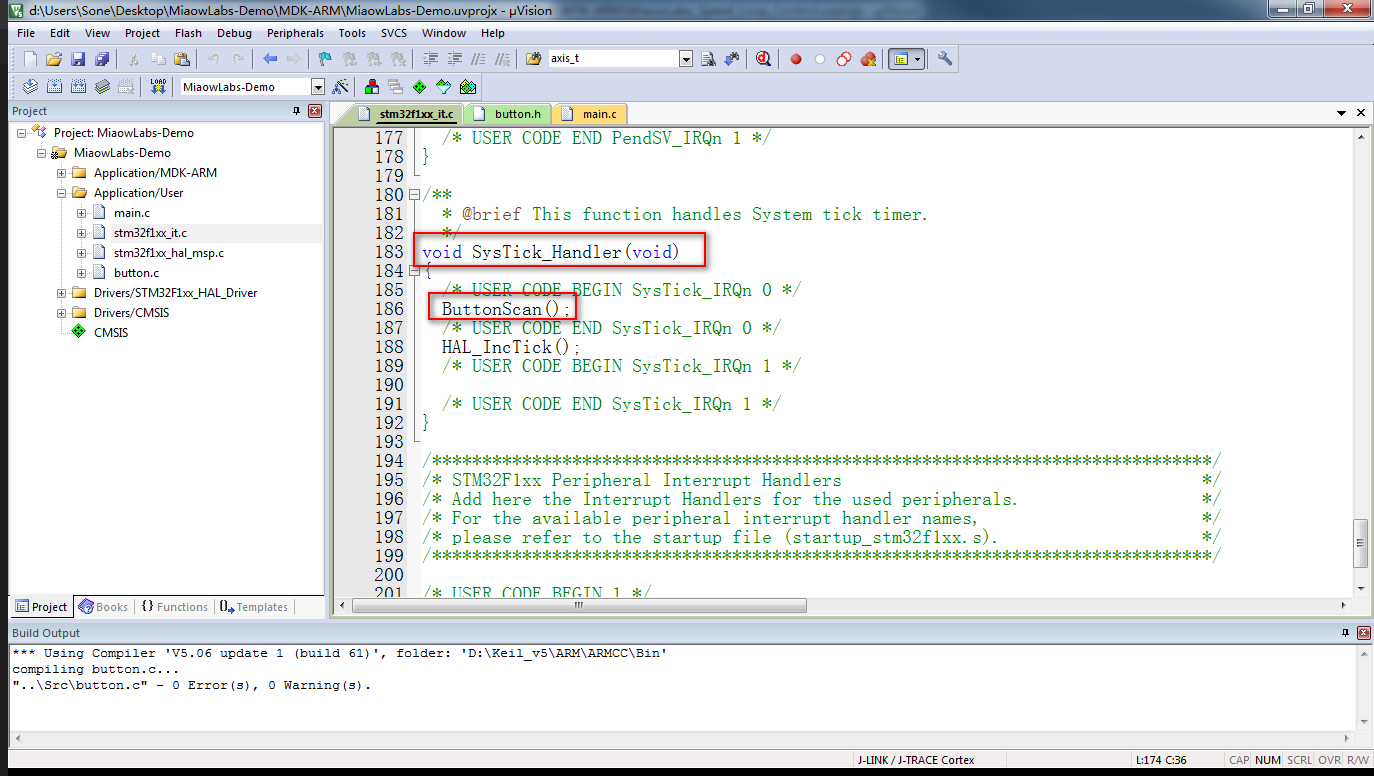 d:\Users\Sone\Desktop\MiaowLabs-Demo\MDK-ARM\MiaowLabs-Demo.uvprojx - µVision
File Edit View Project Flash Debug Peripherals Tools SVCS Window Help
axis_t
LOAD
MiaowLabs-Demo
Project
stm32f1xx_it.c button.h main.c
Project: MiaowLabs-Demo
MiaowLabs-Demo
Application/MDK-ARM
Application/User
main.c
stm32f1xx_it.c
stm32f1xx_hal_msp.c
button.c
Drivers/STM32F1xx_HAL_Driver
Drivers/CMSIS
CMSIS
177 /* USER CODE END PendSV_IRQn 1 */
178 }
179
180 /**
181 * @brief This function handles System tick timer.
182 */
183 void SysTick_Handler(void)
184 {
185 /* USER CODE BEGIN SysTick_IRQn 0 */
186 ButtonScan();
187 /* USER CODE END SysTick_IRQn 0 */
188 HAL_IncTick();
189 /* USER CODE BEGIN SysTick_IRQn 1 */
190
191 /* USER CODE END SysTick_IRQn 1 */
192 }
193
194 /******************************************************************************/
195 /* STM32F1xx Peripheral Interrupt Handlers */
196 /* Add here the Interrupt Handlers for the used peripherals. */
197 /* For the available peripheral interrupt handler names, */
198 /* please refer to the startup file (startup_stm32f1xx.s). */
199 /******************************************************************************/
200
201 /* USER CODE BEGIN 1 */
Project Books {} Functions Templates
Build Output
*** Using Compiler 'V5.06 update 1 (build 61)', folder: 'D:\Keil_v5\ARM\ARMCC\Bin'
compiling button.c...
"..\Src\button.c" - 0 Error(s), 0 Warning(s).
J-LINK / J-TRACE Cortex L:174 C:36 CAP NUM SCRL OVR R/W